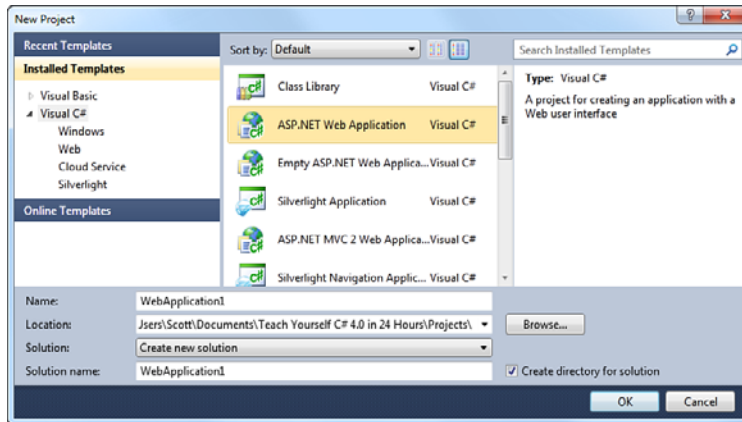 New Project
Recent Templates
Installed Templates
Visual Basic
Visual C#
Windows
Web
Cloud Service
Silverlight
Online Templates
Sort by: Default
Class Library Visual C#
ASP.NET Web Application Visual C#
Empty ASP.NET Web Applica... Visual C#
Silverlight Application Visual C#
ASP.NET MVC 2 Web Applica... Visual C#
Silverlight Navigation Applic... Visual C#
Search Installed Templates
Type: Visual C#
A project for creating an application with a
Web user interface
Name: WebApplication1
Location: Jsers\Scott\Documents\Teach Yourself C# 4.0 in 24 Hours\Projects\ Browse...
Solution: Create new solution
Solution name: WebApplication1 Create directory for solution
OK Cancel